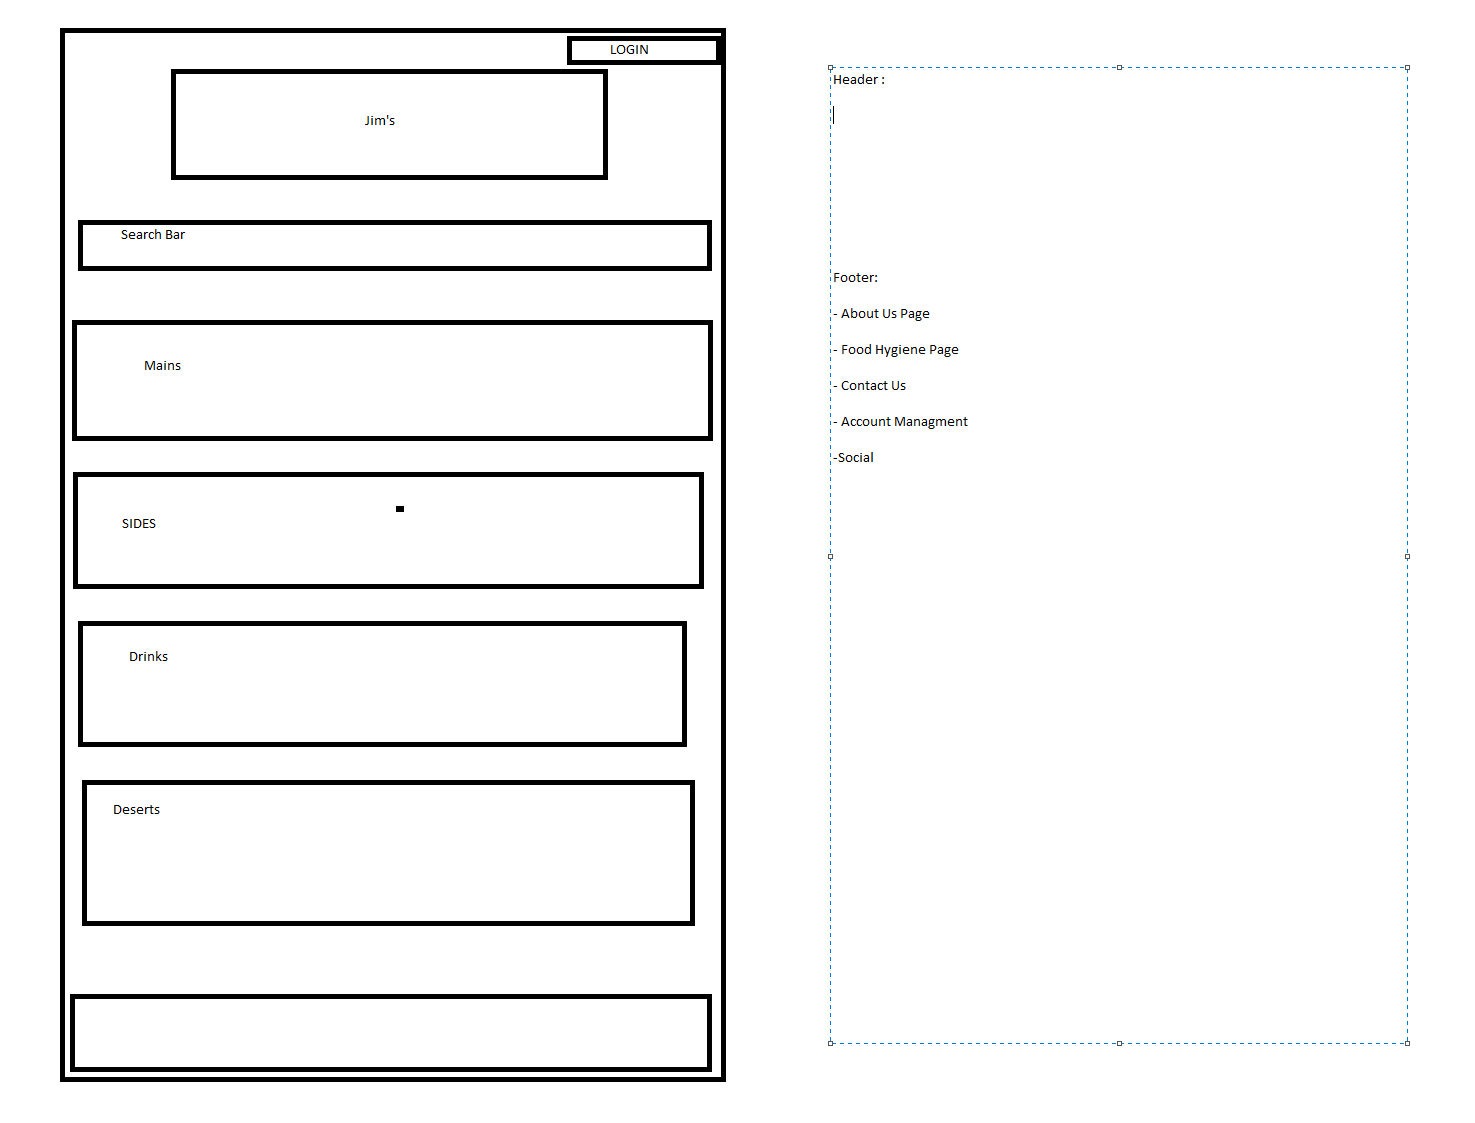 LOGIN
Jim's
Search Bar
Mains
SIDES
Drinks
Deserts
Header :
Footer:
- About Us Page
- Food Hygiene Page
- Contact Us
- Account Managment
-Social